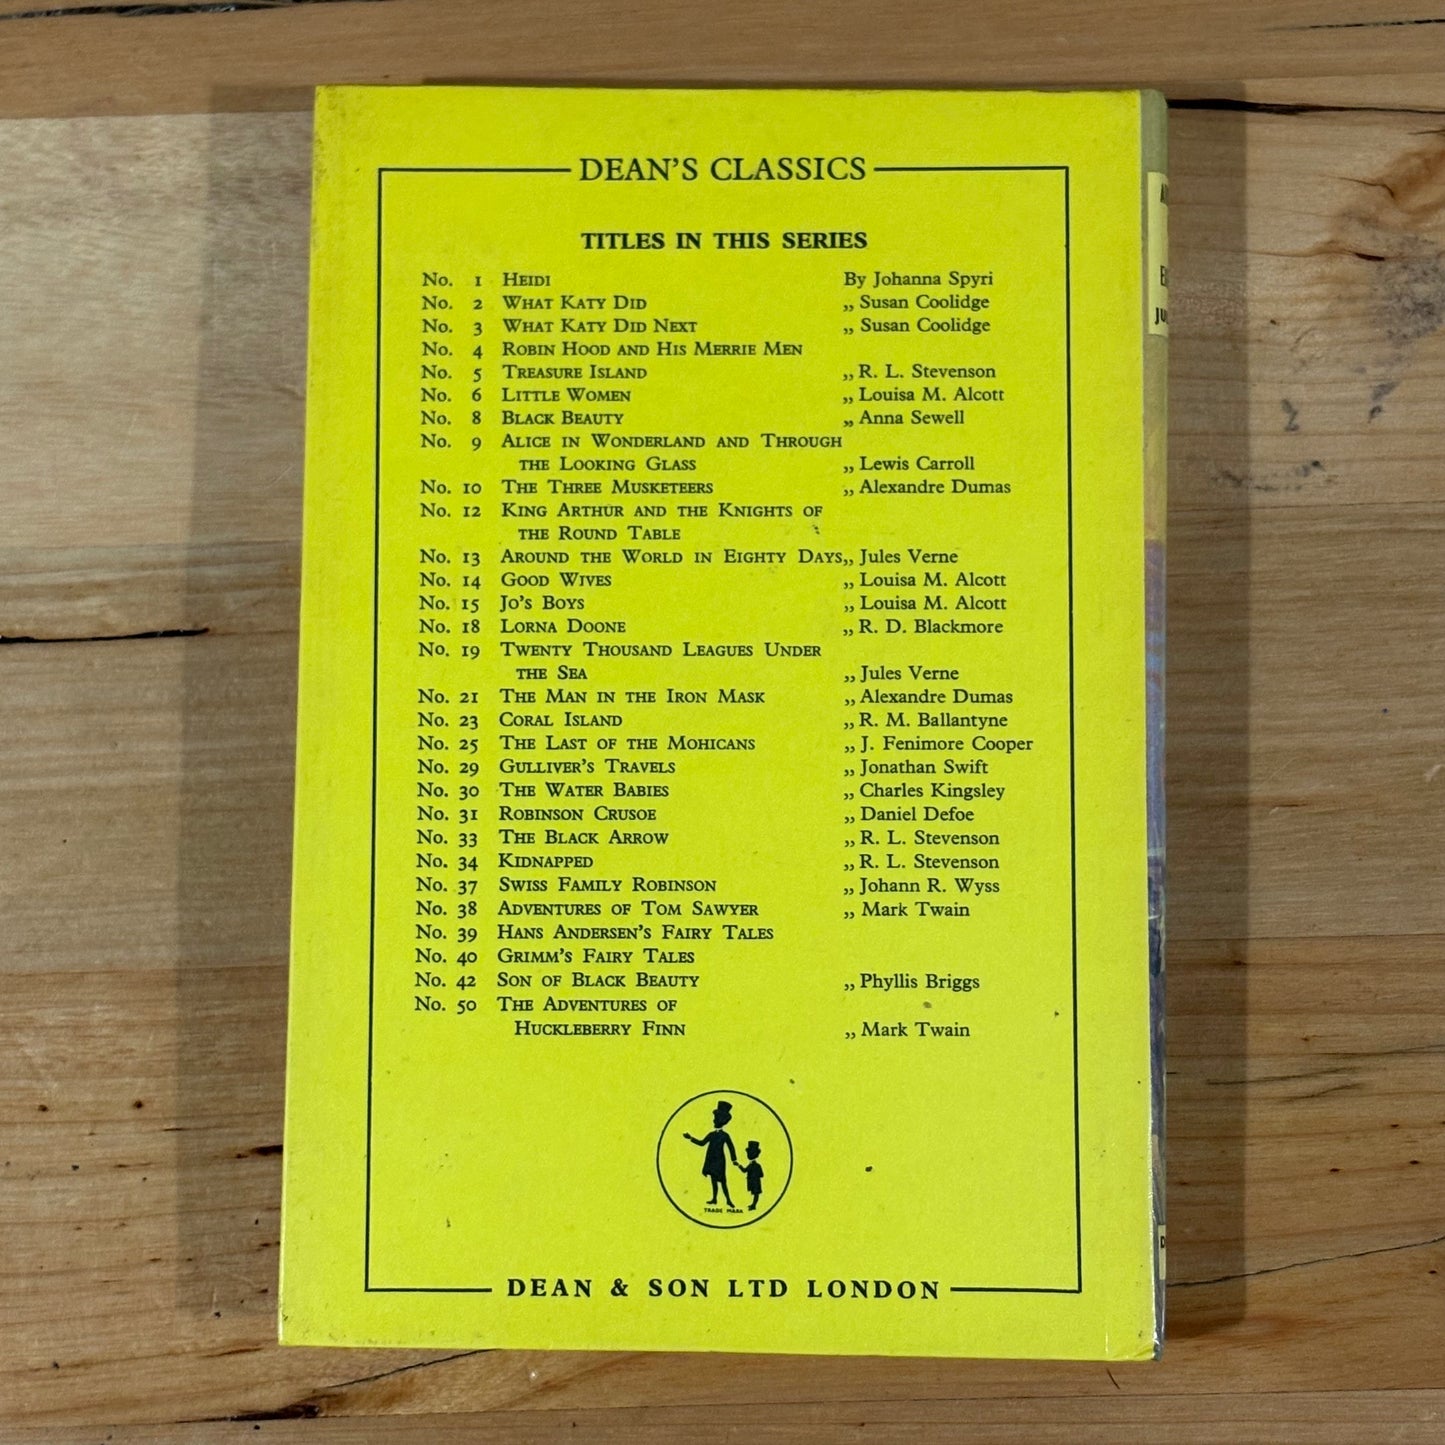 DEAN'S CLASSICS
TITLES IN THIS SERIES
No. 1 HEIDI By Johanna Spyri
No. 2 WHAT KATY DID ,, Susan Coolidge
No. 3 WHAT KATY DID NEXT ,, Susan Coolidge
No. 4 ROBIN HOOD AND HIS MERRIE MEN
No. 5 TREASURE ISLAND ,, R. L. Stevenson
No. 6 LITTLE WOMEN ,, Louisa M. Alcott
No. 8 BLACK BEAUTY ,, Anna Sewell
No. 9 ALICE IN WONDERLAND AND THROUGH
THE LOOKING GLASS ,, Lewis Carroll
No. 10 THE THREE MUSKETEERS ,, Alexandre Dumas
No. 12 KING ARTHUR AND THE KNIGHTS OF
THE ROUND TABLE
No. 13 AROUND THE WORLD IN EIGHTY DAYS ,, Jules Verne
No. 14 GOOD WIVES ,, Louisa M. Alcott
No. 15 JO'S BOYS ,, Louisa M. Alcott
No. 18 LORNA DOONE ,, R. D. Blackmore
No. 19 TWENTY THOUSAND LEAGUES UNDER
THE SEA ,, Jules Verne
No. 21 THE MAN IN THE IRON MASK ,, Alexandre Dumas
No. 23 CORAL ISLAND ,, R. M. Ballantyne
No. 25 THE LAST OF THE MOHICANS ,, J. Fenimore Cooper
No. 29 GULLIVER'S TRAVELS ,, Jonathan Swift
No. 30 THE WATER BABIES ,, Charles Kingsley
No. 31 ROBINSON CRUSOE ,, Daniel Defoe
No. 33 THE BLACK ARROW ,, R. L. Stevenson
No. 34 KIDNAPPED ,, R. L. Stevenson
No. 37 SWISS FAMILY ROBINSON ,, Johann R. Wyss
No. 38 ADVENTURES OF TOM SAWYER ,, Mark Twain
No. 39 HANS ANDERSEN'S FAIRY TALES
No. 40 GRIMM'S FAIRY TALES
No. 42 SON OF BLACK BEAUTY ,, Phyllis Briggs
No. 50 THE ADVENTURES OF
HUCKLEBERRY FINN ,, Mark Twain
TRADE MARK
DEAN & SON LTD LONDON